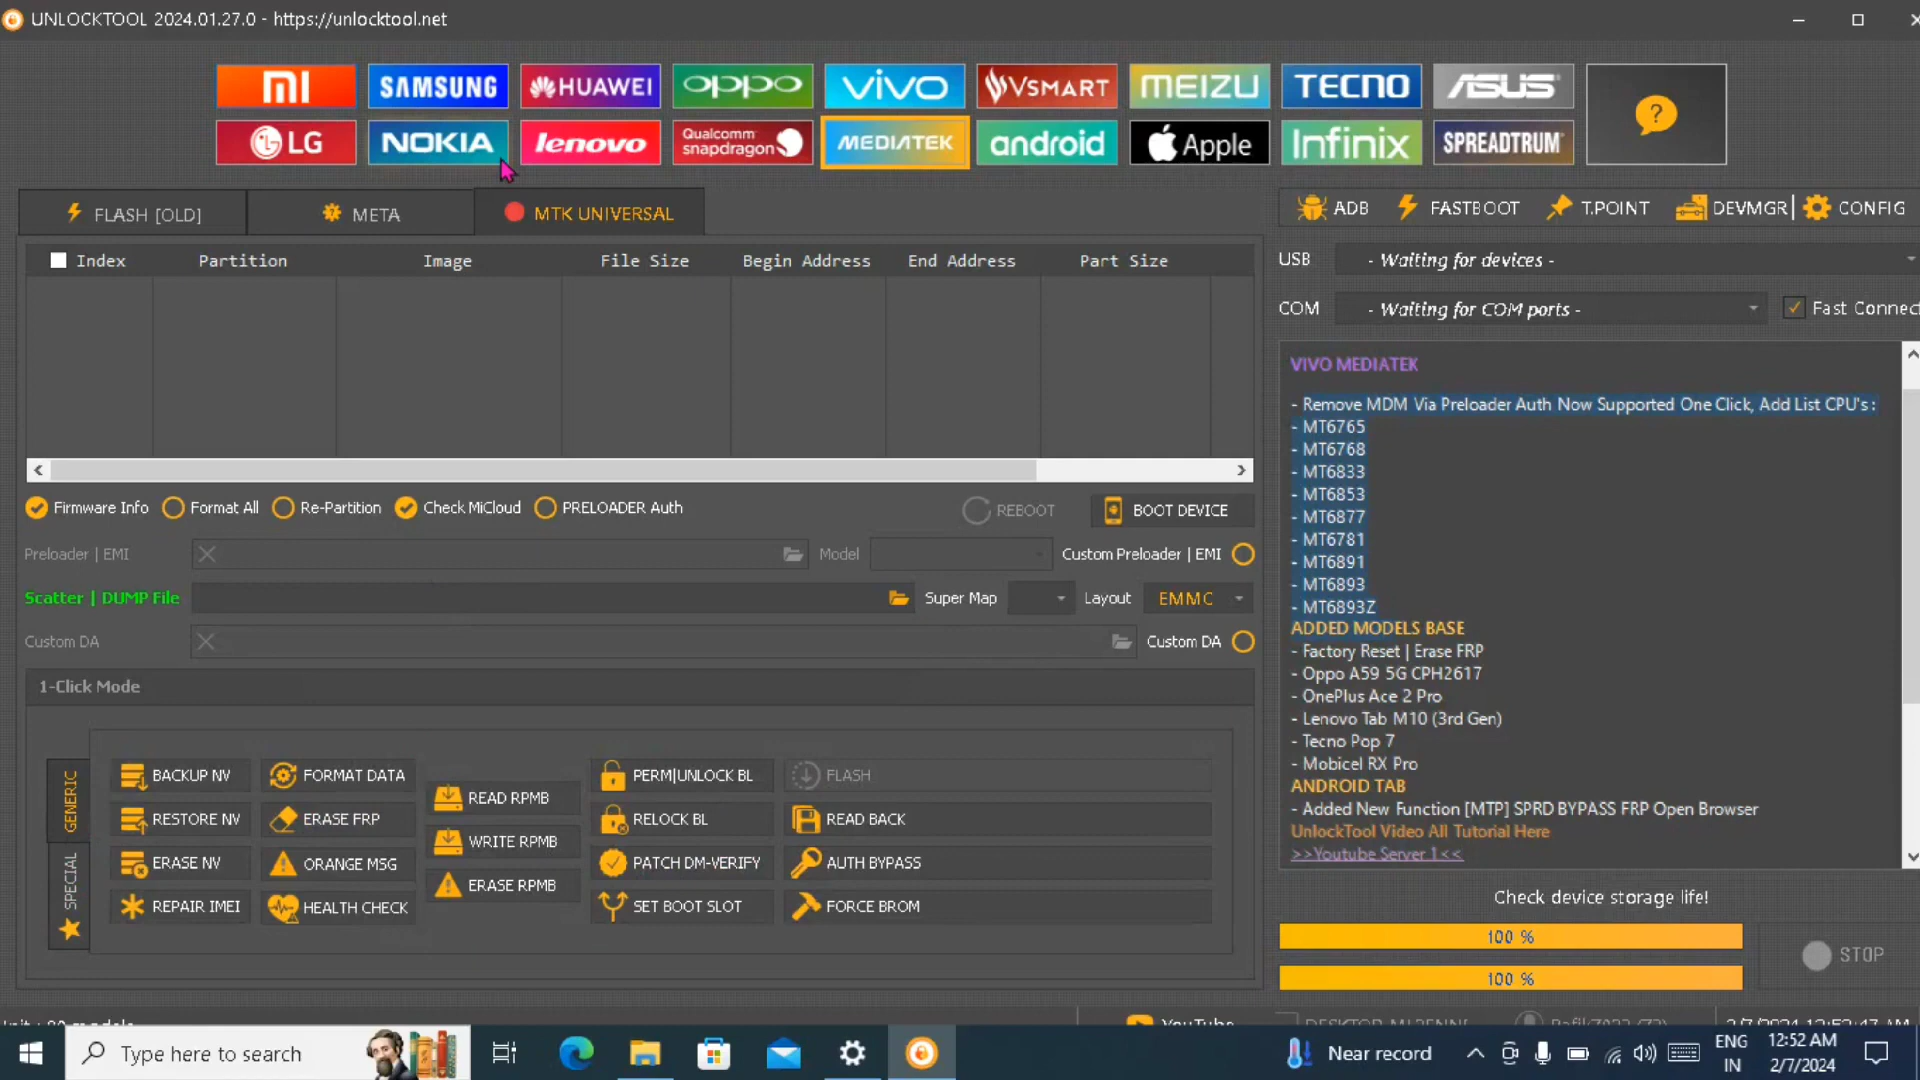 UNLOCKTOOL 2024.01.27.0 - https://unlocktool.net
MI SAMSUNG HUAWEI oppo vivo VSMART MEIZU TECNO ASUS ?
LG NOKIA lenovo Qualcomm snapdragon MEDIATEK android Apple Infinix SPREADTRUM
FLASH [OLD] META MTK UNIVERSAL
ADB FASTBOOT T.POINT DEVMGR CONFIG
Index Partition Image File Size Begin Address End Address Part Size
USB - Waiting for devices -
COM - Waiting for COM ports - Fast Connect
VIVO MEDIATEK
- Remove MDM Via Preloader Auth Now Supported One Click, Add List CPU's :
- MT6765
- MT6768
- MT6833
- MT6853
- MT6877
- MT6781
- MT6891
- MT6893
- MT6893Z
ADDED MODELS BASE
- Factory Reset | Erase FRP
- Oppo A59 5G CPH2617
- OnePlus Ace 2 Pro
- Lenovo Tab M10 (3rd Gen)
- Tecno Pop 7
- Mobicel RX Pro
ANDROID TAB
- Added New Function [MTP] SPRD BYPASS FRP Open Browser
UnlockTool Video All Tutorial Here
>>Youtube Server 1<<
Firmware Info Format All Re-Partition Check MiCloud PRELOADER Auth REBOOT BOOT DEVICE
Preloader | EMI Model Custom Preloader | EMI
Scatter | DUMP File Super Map Layout EMMC
Custom DA Custom DA
1-Click Mode
GENERIC
SPECIAL
BACKUP NV FORMAT DATA READ RPMB PERM|UNLOCK BL FLASH
RESTORE NV ERASE FRP WRITE RPMB RELOCK BL READ BACK
ERASE NV ORANGE MSG ERASE RPMB PATCH DM-VERIFY AUTH BYPASS
REPAIR IMEI HEALTH CHECK SET BOOT SLOT FORCE BROM
Check device storage life!
100 %
100 %
STOP
YouTube
Type here to search
Near record
ENG
IN
12:52 AM
2/7/2024